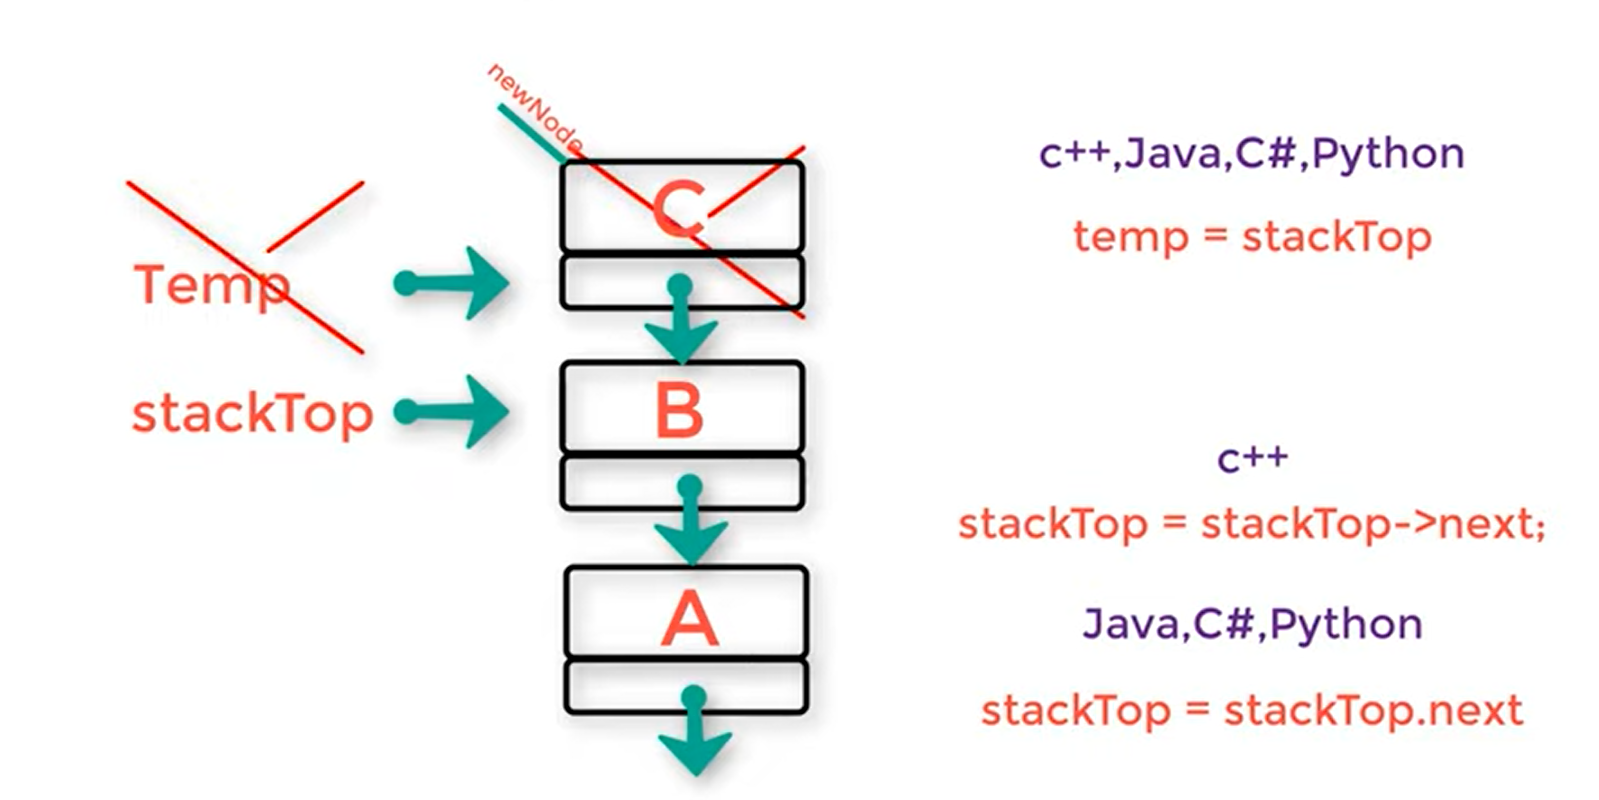 newNode
C
Temp
stackTop
B
A
c++,Java,C#,Python
temp = stackTop
c++
stackTop = stackTop->next;
Java,C#,Python
stackTop = stackTop.next